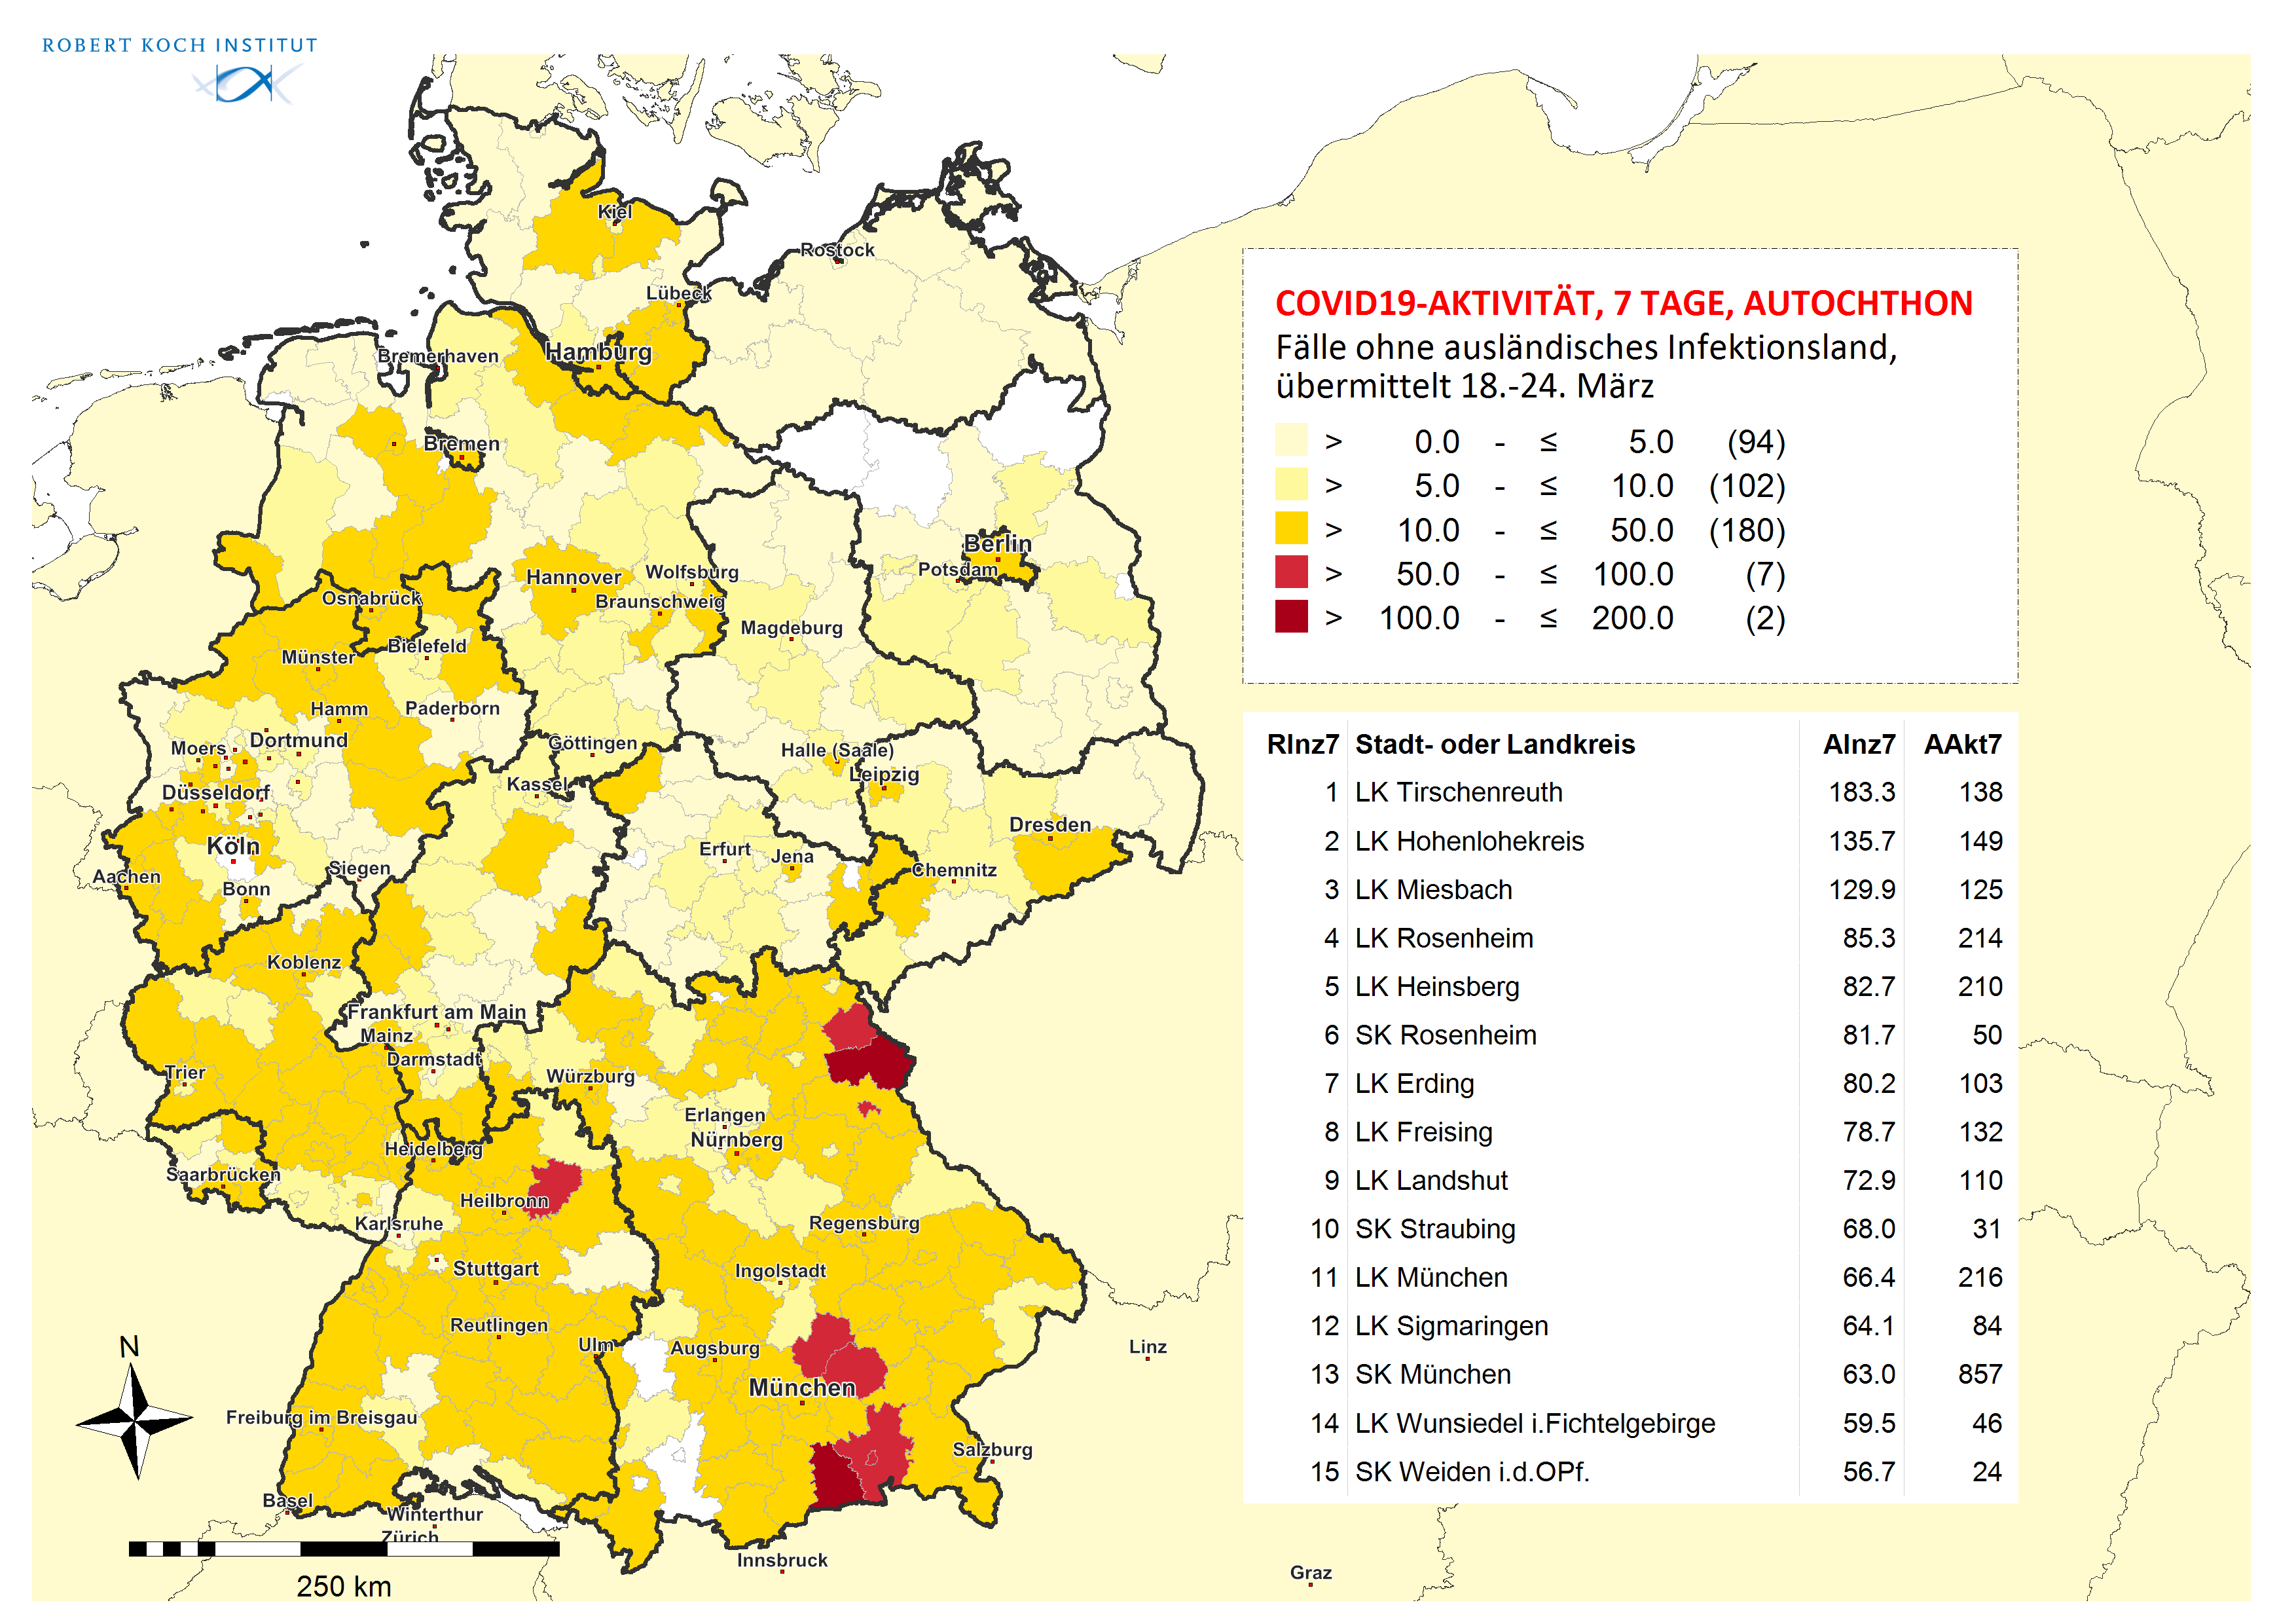 ROBERT KOCH INSTITUT
Kiel
Rostock
Lübeck
Hamburg
Bremerhaven
Bremen
Berlin
Potsdam
Hannover
Wolfsburg
Braunschweig
Osnabrück
Magdeburg
Bielefeld
Münster
Hamm
Paderborn
Moers
Dortmund
Göttingen
Halle (Saale)
Leipzig
Kassel
Düsseldorf
Dresden
Köln
Erfurt
Jena
Aachen
Siegen
Chemnitz
Bonn
Koblenz
Frankfurt am Main
Mainz
Darmstadt
Trier
Würzburg
Erlangen
Nürnberg
Heidelberg
Saarbrücken
Heilbronn
Karlsruhe
Regensburg
Stuttgart
Ingolstadt
Reutlingen
Ulm
Augsburg
Linz
München
Freiburg im Breisgau
Salzburg
Basel
Winterthur
Zürich
Innsbruck
Graz
N
250 km
COVID19-AKTIVITÄT, 7 TAGE, AUTOCHTHON
Fälle ohne ausländisches Infektionsland,
übermittelt 18.-24. März
> 0.0 - ≤ 5.0 (94)
> 5.0 - ≤ 10.0 (102)
> 10.0 - ≤ 50.0 (180)
> 50.0 - ≤ 100.0 (7)
> 100.0 - ≤ 200.0 (2)
RInz7 Stadt- oder Landkreis AInz7 AAkt7
1 LK Tirschenreuth 183.3 138
2 LK Hohenlohekreis 135.7 149
3 LK Miesbach 129.9 125
4 LK Rosenheim 85.3 214
5 LK Heinsberg 82.7 210
6 SK Rosenheim 81.7 50
7 LK Erding 80.2 103
8 LK Freising 78.7 132
9 LK Landshut 72.9 110
10 SK Straubing 68.0 31
11 LK München 66.4 216
12 LK Sigmaringen 64.1 84
13 SK München 63.0 857
14 LK Wunsiedel i.Fichtelgebirge 59.5 46
15 SK Weiden i.d.OPf. 56.7 24